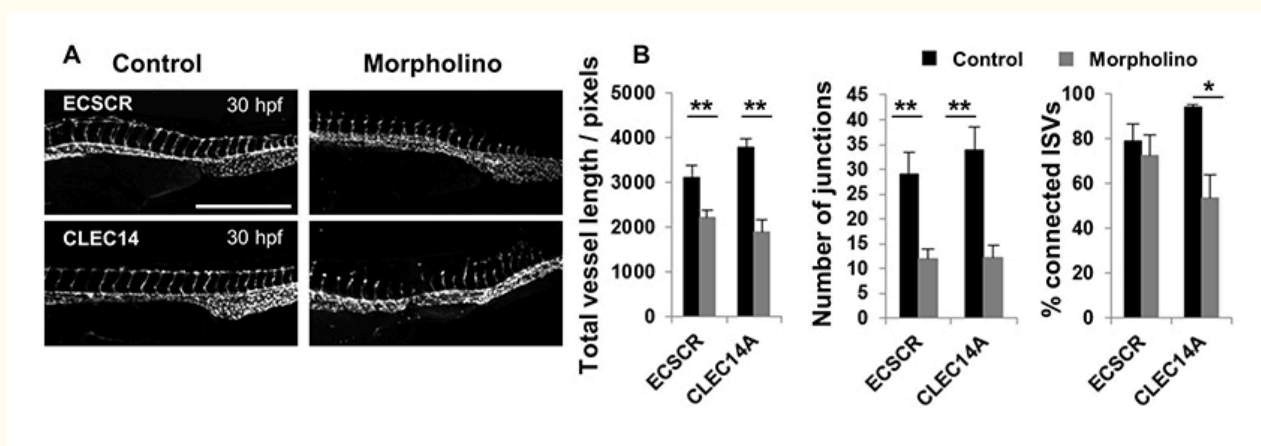 A
Control
Morpholino
ECSCR
30 hpf
CLEC14
30 hpf
B
Control
Morpholino
Total vessel length / pixels
5000
4000
3000
2000
1000
0
**
**
ECSCR
CLEC14A
Number of junctions
45
40
35
30
25
20
15
10
5
0
**
**
ECSCR
CLEC14A
% connected ISVs
100
80
60
40
20
0
*
ECSCR
CLEC14A